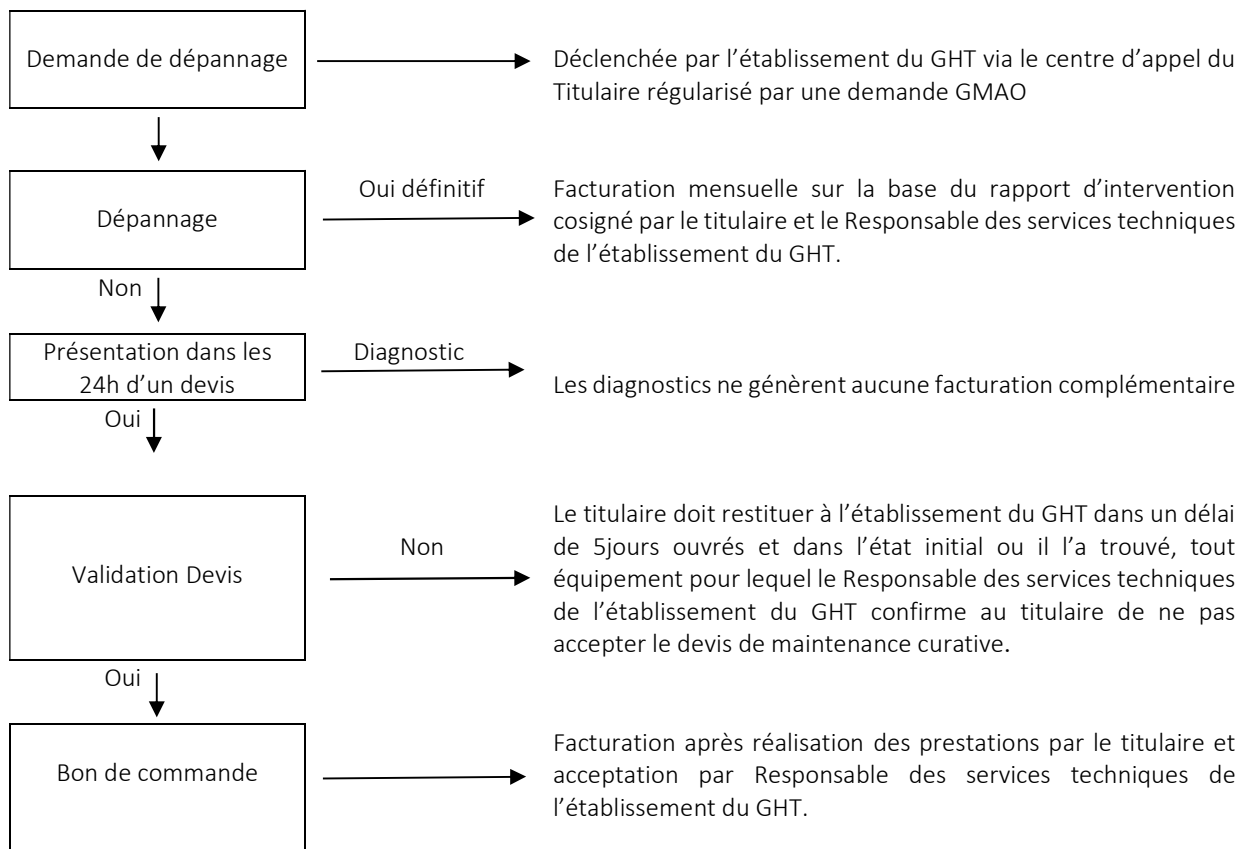 Demande de dépannage
Déclenchée par l’établissement du GHT via le centre d’appel du
Titulaire régularisé par une demande GMAO
Dépannage
Oui définitif
Facturation mensuelle sur la base du rapport d’intervention
cosigné par le titulaire et le Responsable des services techniques
de l’établissement du GHT.
Non
Présentation dans les
24h d’un devis
Diagnostic
Les diagnostics ne génèrent aucune facturation complémentaire
Oui
Validation Devis
Non
Le titulaire doit restituer à l’établissement du GHT dans un délai
de 5jours ouvrés et dans l’état initial ou il l’a trouvé, tout
équipement pour lequel le Responsable des services techniques
de l’établissement du GHT confirme au titulaire de ne pas
accepter le devis de maintenance curative.
Oui
Bon de commande
Facturation après réalisation des prestations par le titulaire et
acceptation par Responsable des services techniques de
l’établissement du GHT.